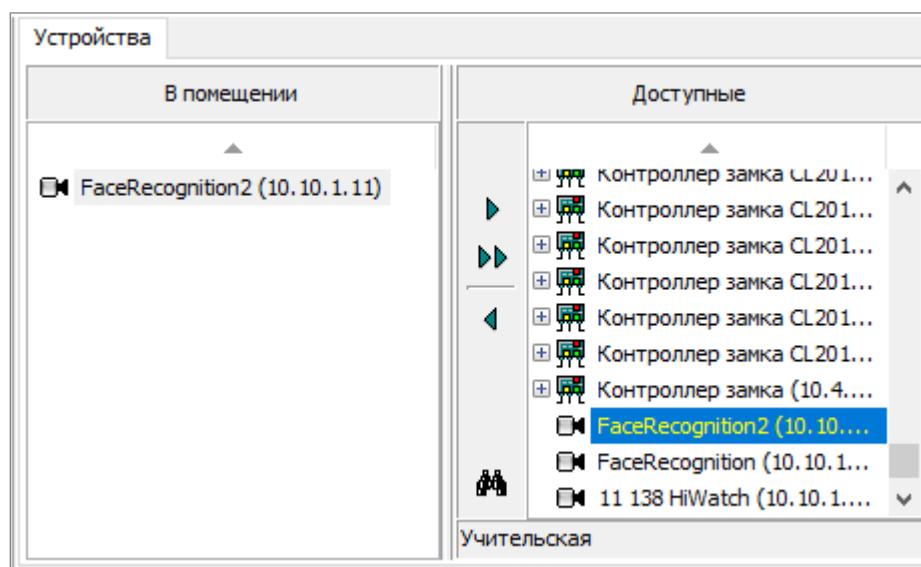 Устройства
В помещении
FaceRecognition2 (10.10.1.11)
Доступные
Контроллер замка CL201...
Контроллер замка CL201...
Контроллер замка CL201...
Контроллер замка CL201...
Контроллер замка CL201...
Контроллер замка CL201...
Контроллер замка (10.4....
FaceRecognition2 (10.10....
FaceRecognition (10.10.1...
11 138 HiWatch (10.10.1....
Учительская